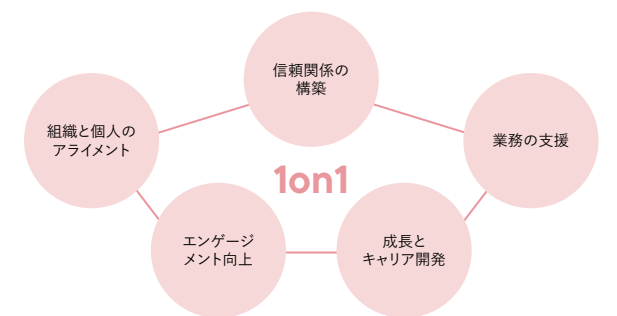 信頼関係の
構築
組織と個人の
アライメント
業務の支援
1on1
エンゲージ
メント向上
成長と
キャリア開発